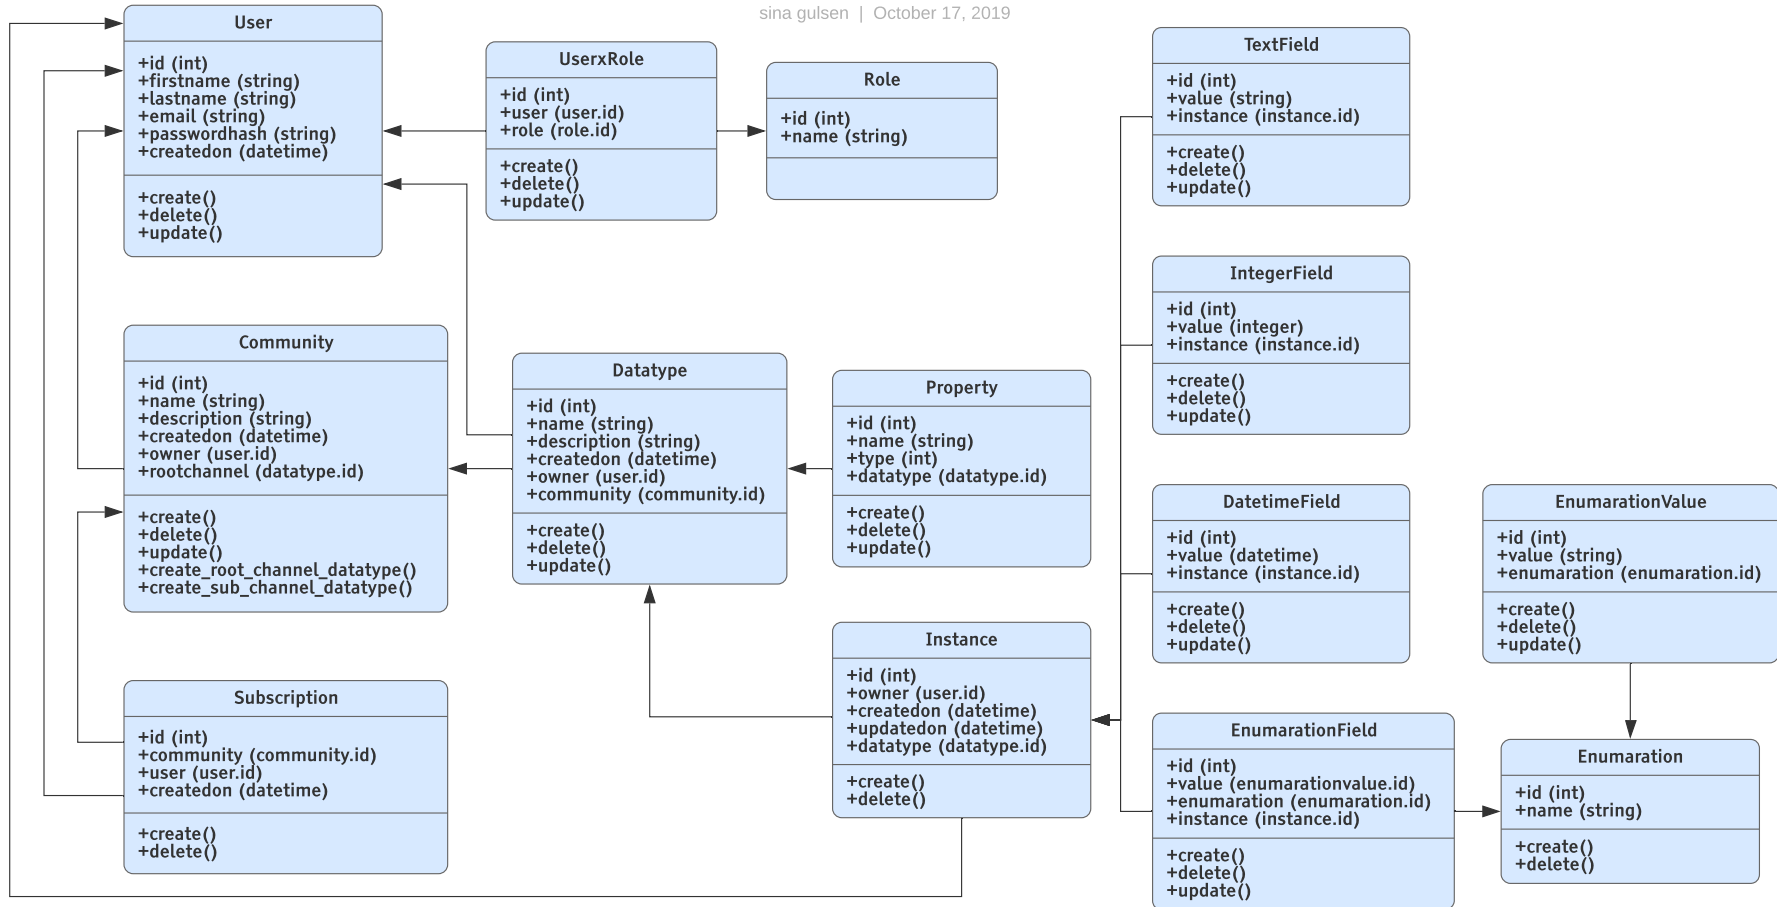 sina gulsen | October 17, 2019
User
+id (int)
+firstname (string)
+lastname (string)
+email (string)
+passwordhash (string)
+createdon (datetime)
+create()
+delete()
+update()
UserxRole
+id (int)
+user (user.id)
+role (role.id)
+create()
+delete()
+update()
Role
+id (int)
+name (string)
TextField
+id (int)
+value (string)
+instance (instance.id)
+create()
+delete()
+update()
IntegerField
+id (int)
+value (integer)
+instance (instance.id)
+create()
+delete()
+update()
Community
+id (int)
+name (string)
+description (string)
+createdon (datetime)
+owner (user.id)
+rootchannel (datatype.id)
+create()
+delete()
+update()
+create_root_channel_datatype()
+create_sub_channel_datatype()
Datatype
+id (int)
+name (string)
+description (string)
+createdon (datetime)
+owner (user.id)
+community (community.id)
+create()
+delete()
+update()
Property
+id (int)
+name (string)
+type (int)
+datatype (datatype.id)
+create()
+delete()
+update()
DatetimeField
+id (int)
+value (datetime)
+instance (instance.id)
+create()
+delete()
+update()
EnumarationValue
+id (int)
+value (string)
+enumaration (enumaration.id)
+create()
+delete()
+update()
Subscription
+id (int)
+community (community.id)
+user (user.id)
+createdon (datetime)
+create()
+delete()
Instance
+id (int)
+owner (user.id)
+createdon (datetime)
+updatedon (datetime)
+datatype (datatype.id)
+create()
+delete()
EnumarationField
+id (int)
+value (enumarationvalue.id)
+enumaration (enumaration.id)
+instance (instance.id)
+create()
+delete()
+update()
Enumaration
+id (int)
+name (string)
+create()
+delete()